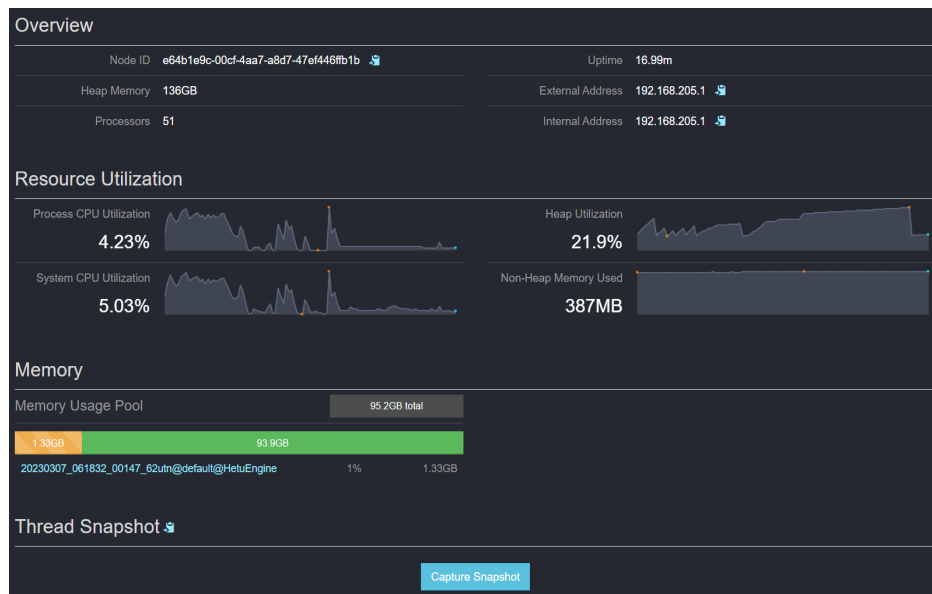 Overview
Node ID e64b1e9c-00cf-4aa7-a8d7-47ef446ffb1b
Uptime 16.99m
Heap Memory 136GB
External Address 192.168.205.1
Processors 51
Internal Address 192.168.205.1
Resource Utilization
Process CPU Utilization
4.23%
Heap Utilization
21.9%
System CPU Utilization
5.03%
Non-Heap Memory Used
387MB
Memory
Memory Usage Pool 95.2GB total
1.33GB 93.9GB
20230307_061832_00147_62utn@default@HetuEngine 1% 1.33GB
Thread Snapshot
Capture Snapshot